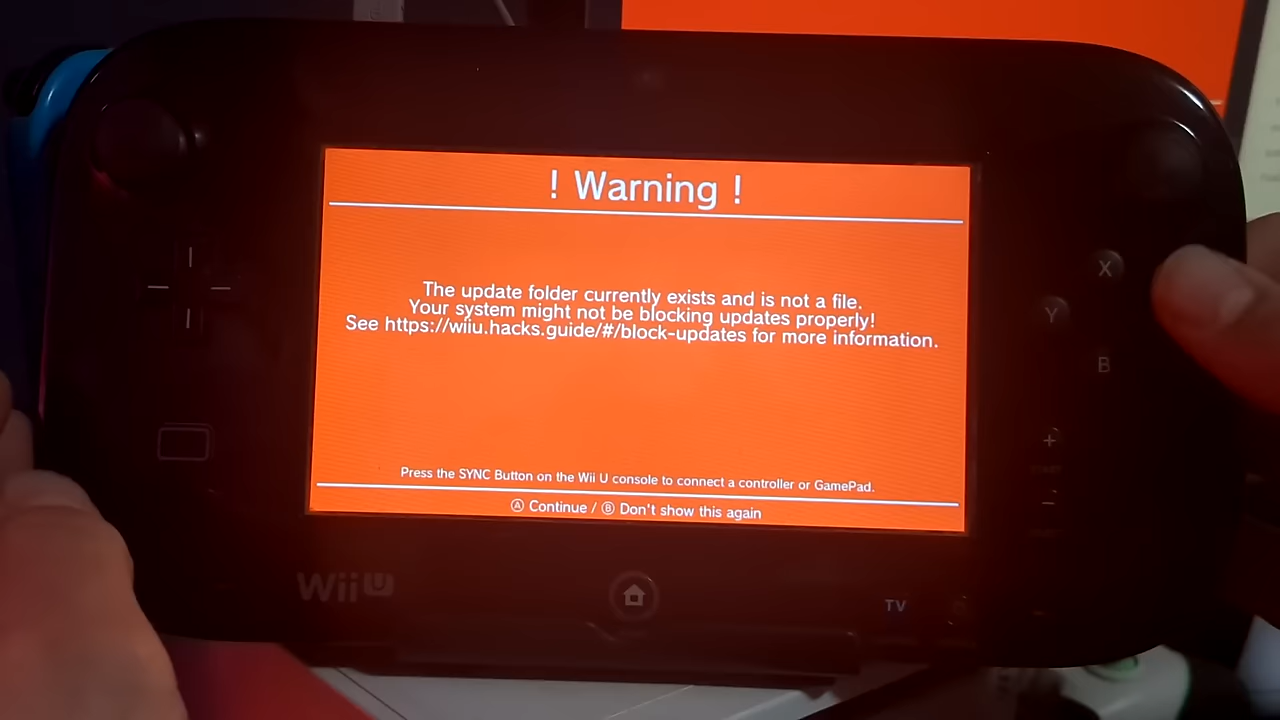 ! Warning !
The update folder currently exists and is not a file.
Your system might not be blocking updates properly!
See https://wiiu.hacks.guide/#/block-updates for more information.
Press the SYNC Button on the Wii U console to connect a controller or GamePad.
Ⓐ Continue / Ⓑ Don't show this again
X
Y
B
+
−
Wii U
TV